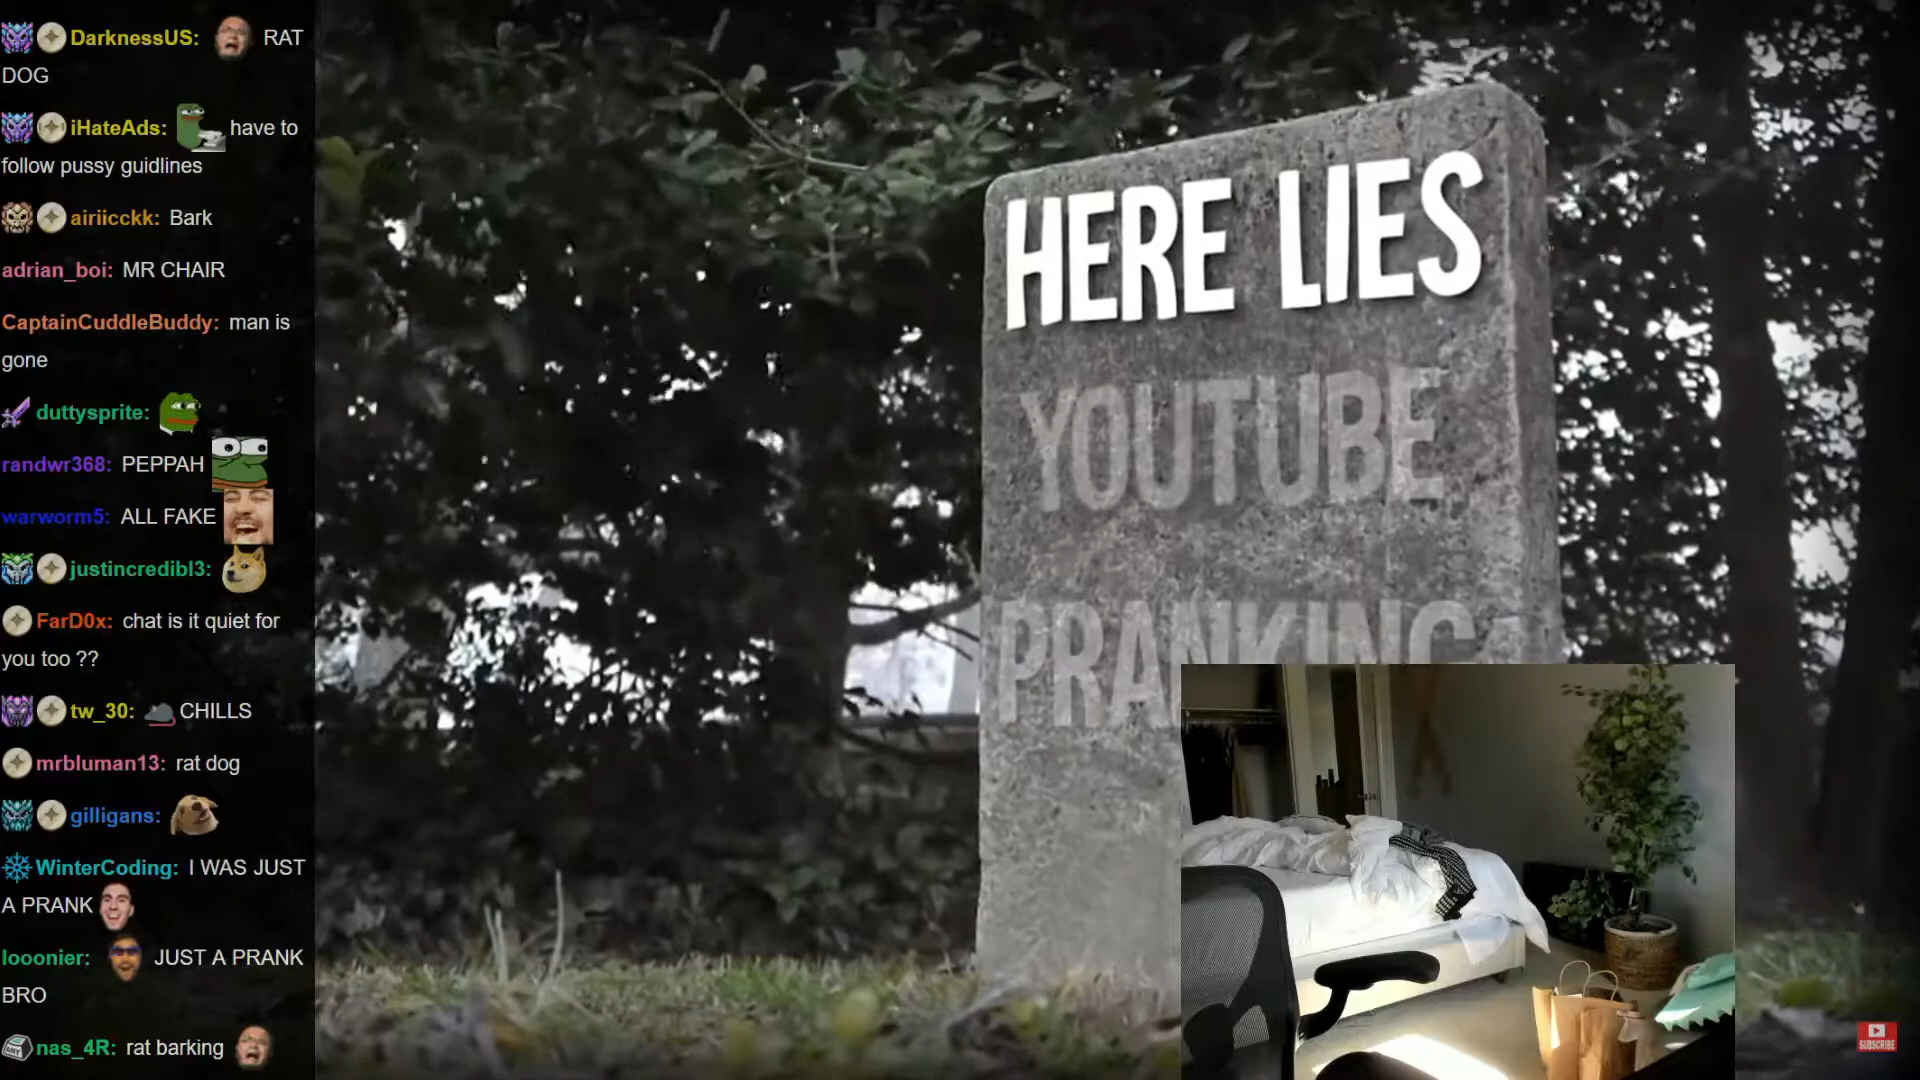 DarknessUS: RAT
DOG
iHateAds: have to
follow pussy guidlines
airiicckk: Bark
adrian_boi: MR CHAIR
CaptainCuddleBuddy: man is
gone
duttysprite:
randwr368: PEPPAH
warworm5: ALL FAKE
justincredibl3:
FarD0x: chat is it quiet for
you too ??
tw_30: CHILLS
mrbluman13: rat dog
gilligans:
WinterCoding: I WAS JUST
A PRANK
looonier: JUST A PRANK
BRO
nas_4R: rat barking
HERE LIES
YOUTUBE
PRANKING
SUBSCRIBE